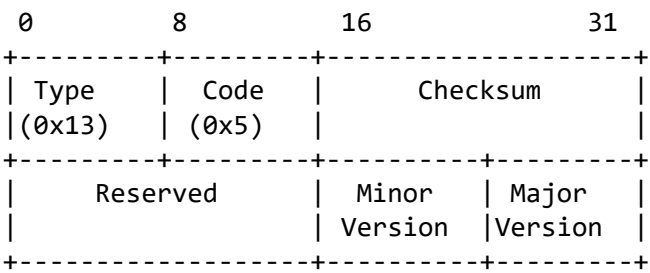 0 8 16 31
Type Code Checksum
(0x13) (0x5)
Reserved Minor Major
Version Version